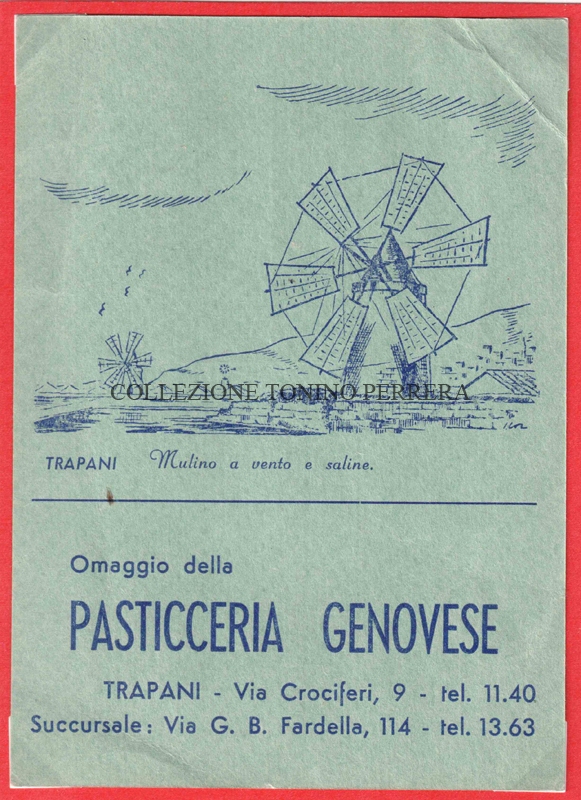 COLLEZIONE TONINO PERRERA
TRAPANI Mulino a vento e saline.
Omaggio della
PASTICCERIA GENOVESE
TRAPANI - Via Crociferi, 9 - tel. 11.40
Succursale: Via G. B. Fardella, 114 - tel. 13.63